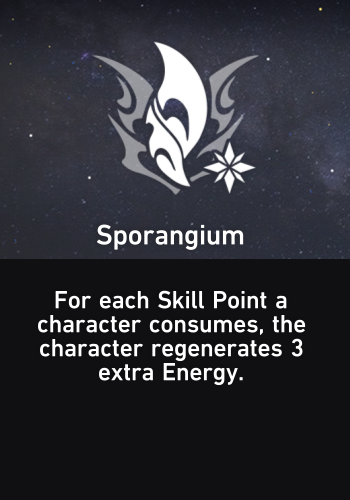 Sporangium
For each Skill Point a
character consumes, the
character regenerates 3
extra Energy.